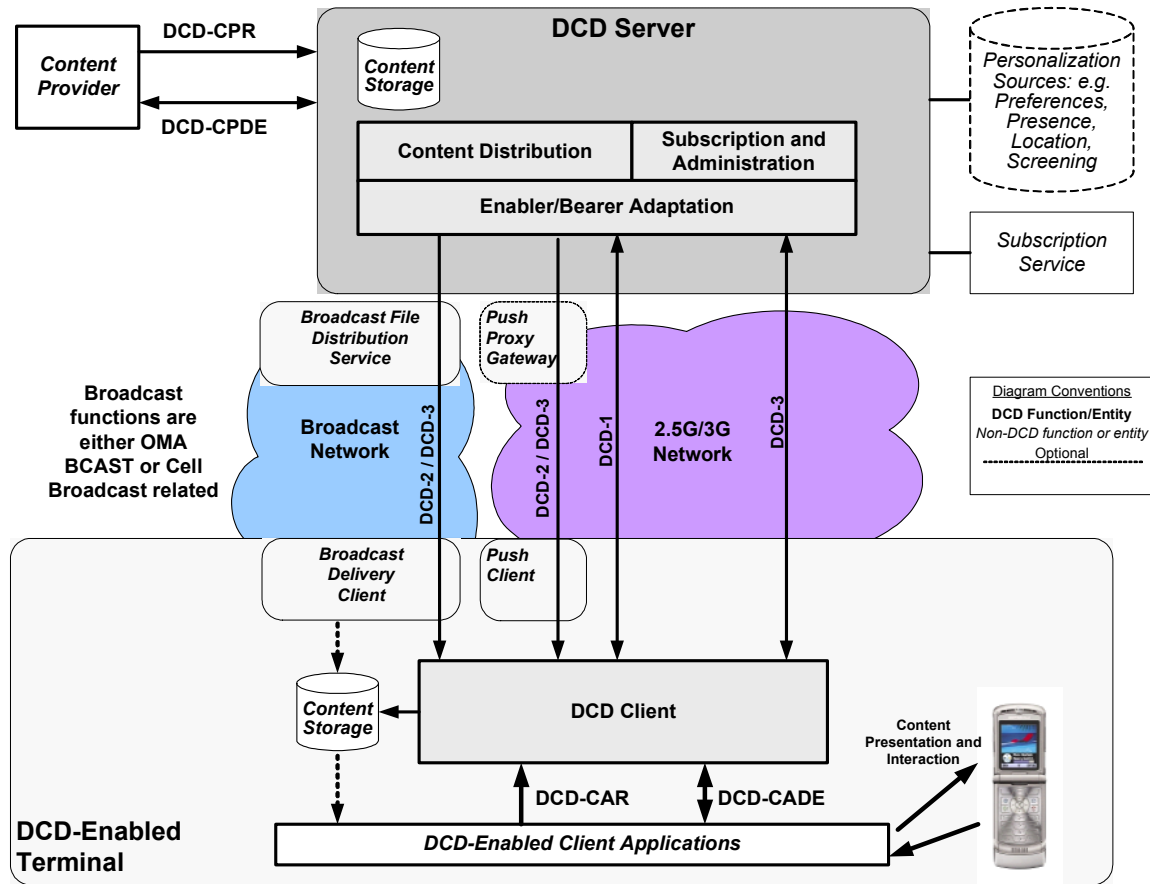 DCD Server
DCD-CPR
Content
Provider
DCD-CPDE
Content
Storage
Personalization
Sources: e.g.
Preferences,
Presence,
Location,
Screening
Content Distribution
Subscription and
Administration
Enabler/Bearer Adaptation
Subscription
Service
Broadcast File
Distribution
Service
Push
Proxy
Gateway
Broadcast
functions are
either OMA
BCAST or Cell
Broadcast related
Broadcast
Network
DCD-2 / DCD-3
DCD-2 / DCD-3
DCD-1
2.5G/3G
Network
DCD-3
Diagram Conventions
DCD Function/Entity
Non-DCD function or entity
Optional
Broadcast
Delivery
Client
Push
Client
Content
Storage
DCD Client
Content
Presentation and
Interaction
DCD-CAR
DCD-CADE
DCD-Enabled
Terminal
DCD-Enabled Client Applications